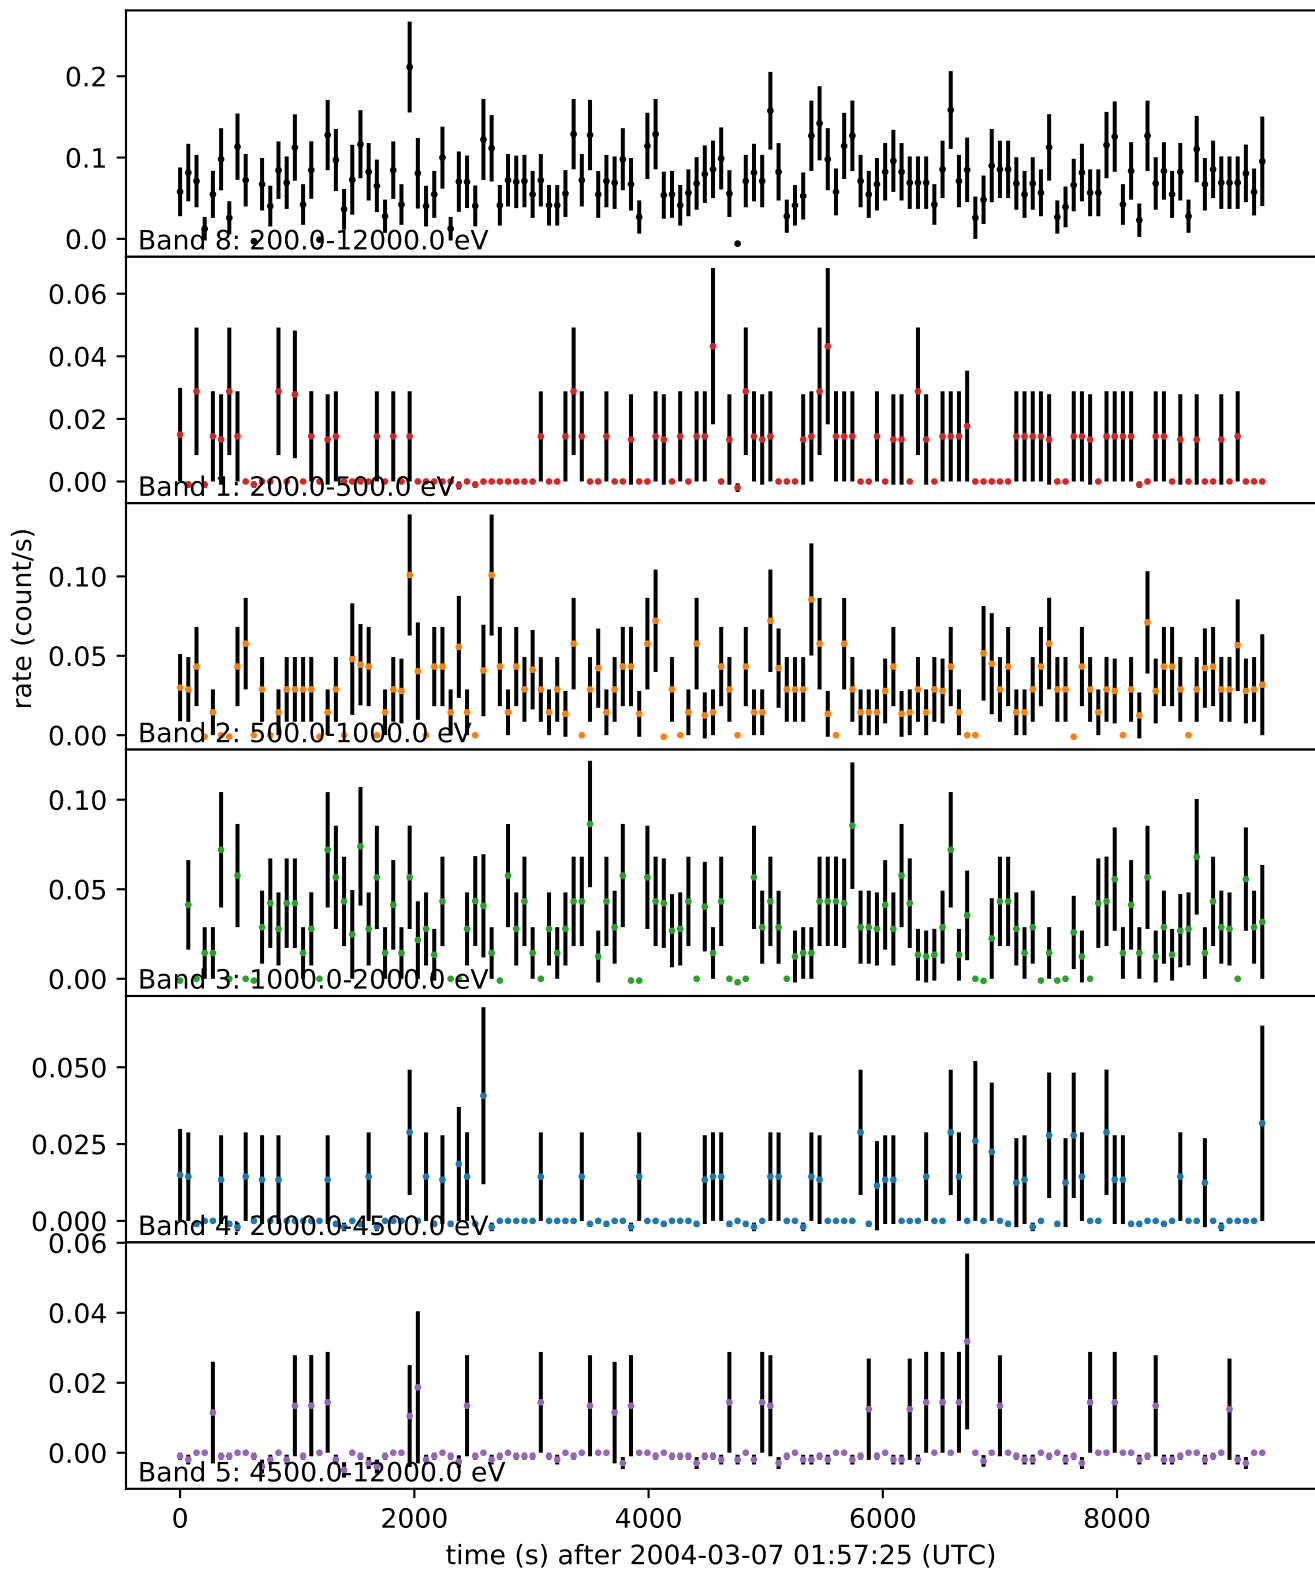 0.2
0.1
0.0
Band 8: 200.0-12000.0 eV
0.06
0.04
0.02
0.00
Band 1: 200.0-500.0 eV
0.10
0.05
0.00
Band 2: 500.0-1000.0 eV
rate (count/s)
0.10
0.05
0.00
Band 3: 1000.0-2000.0 eV
0.050
0.025
0.000
Band 4: 2000.0-4500.0 eV
0.06
0.04
0.02
0.00
Band 5: 4500.0-12000.0 eV
0 2000 4000 6000 8000
time (s) after 2004-03-07 01:57:25 (UTC)